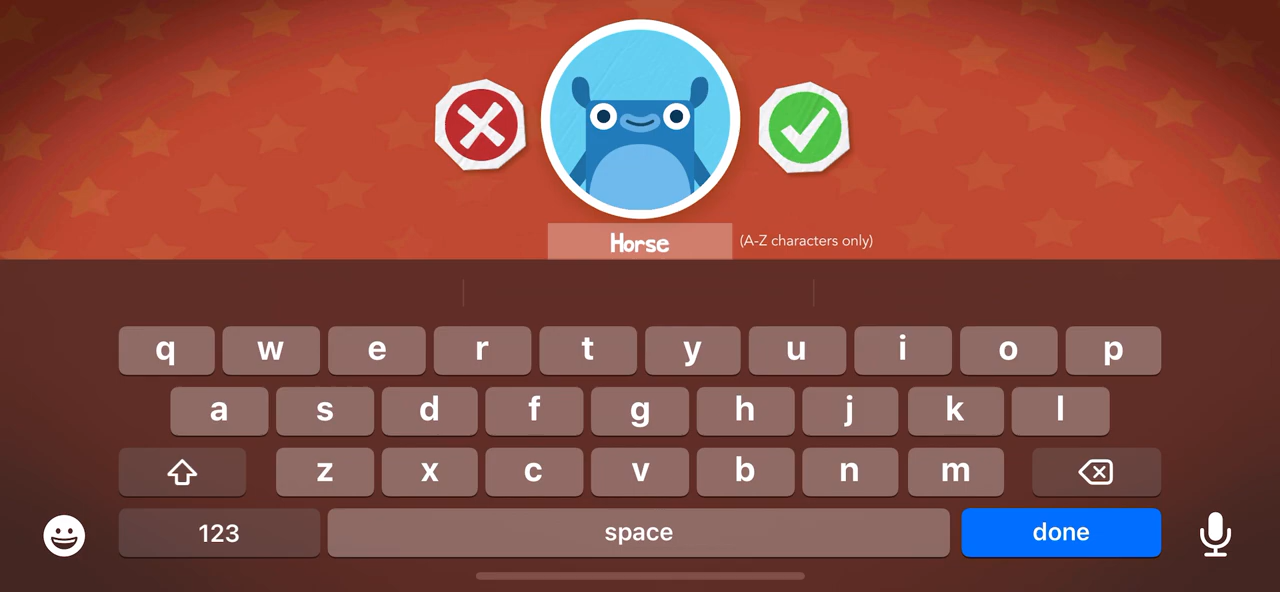 Horse
(A-Z characters only)
q w e r t y u i o p
a s d f g h j k l
z x c v b n m
123 space done